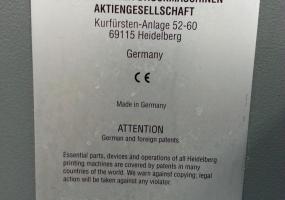 DRUCKMASCHINEN
AKTIENGESELLSCHAFT
Kurfürsten-Anlage 52-60
69115 Heidelberg
Germany
CE
Made in Germany
ATTENTION
German and foreign patents
Essential parts, devices and operations of all Heidelberg
printing machines are covered by patents in many
countries of the world. We warn against copying; legal
action will be taken against any violater.